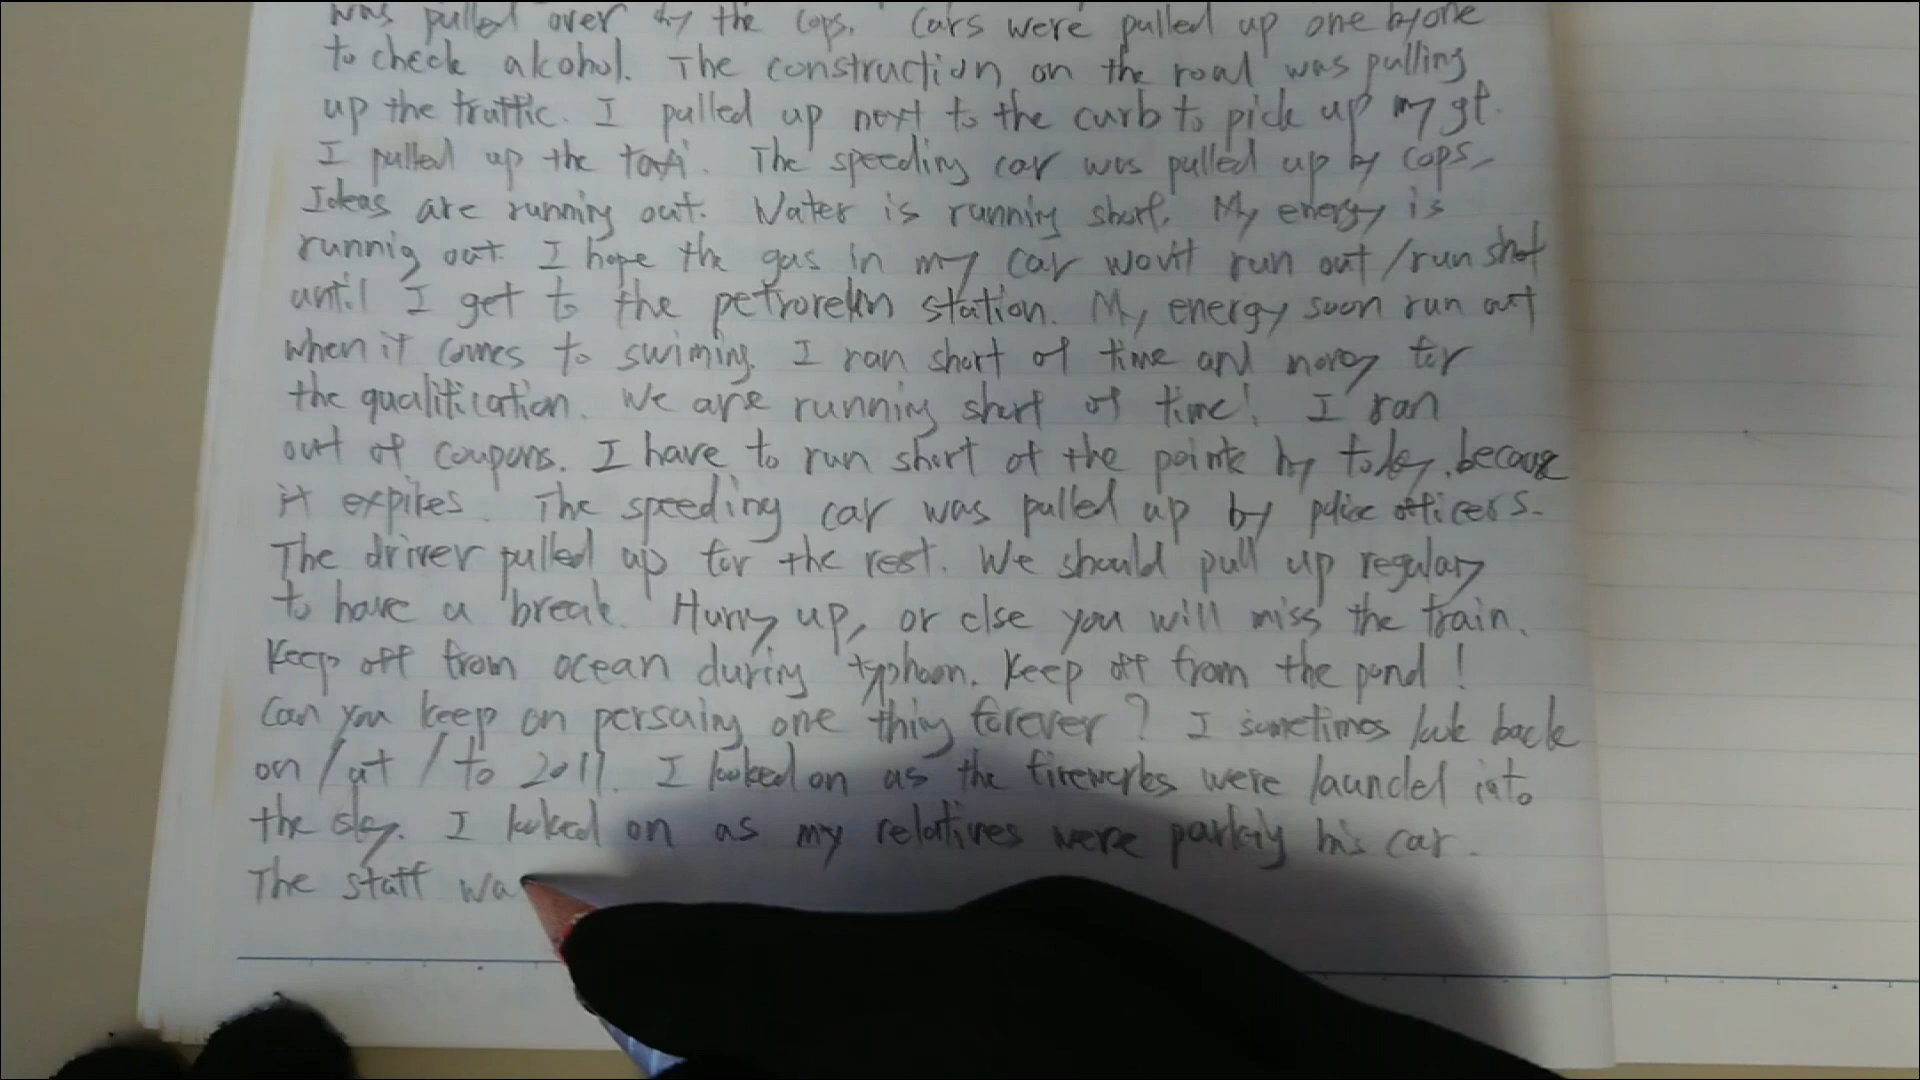 was pulled over by the cops. Cars were pulled up one by one
to check alcohol. The construction on the road was pulling
up the traffic. I pulled up next to the curb to pick up my gf.
I pulled up the taxi. The speeding car was pulled up by cops.
Ideas are running out. Water is running short. My energy is
runnig out. I hope the gas in my car won't run out/run short
until I get to the station. My energy soon run out
when it comes to swiming. I ran short of time and money for
the qualification. We are running short of time! I ran
out of coupons. I have to run short of the points by today, because
it expires. The speeding car was pulled up by police officers.
The driver pulled up for the rest. We should pull up regulary
to have a break. Hurry up, or else you will miss the train.
Keep off from ocean during typhoon. Keep off from the pond!
Can you keep on persuing one thing forever? I sometimes look back
on/at/to 2011. I looked on as the fireworks were into
the sky. I looked on as my relatives were parking his car.
The staff wa